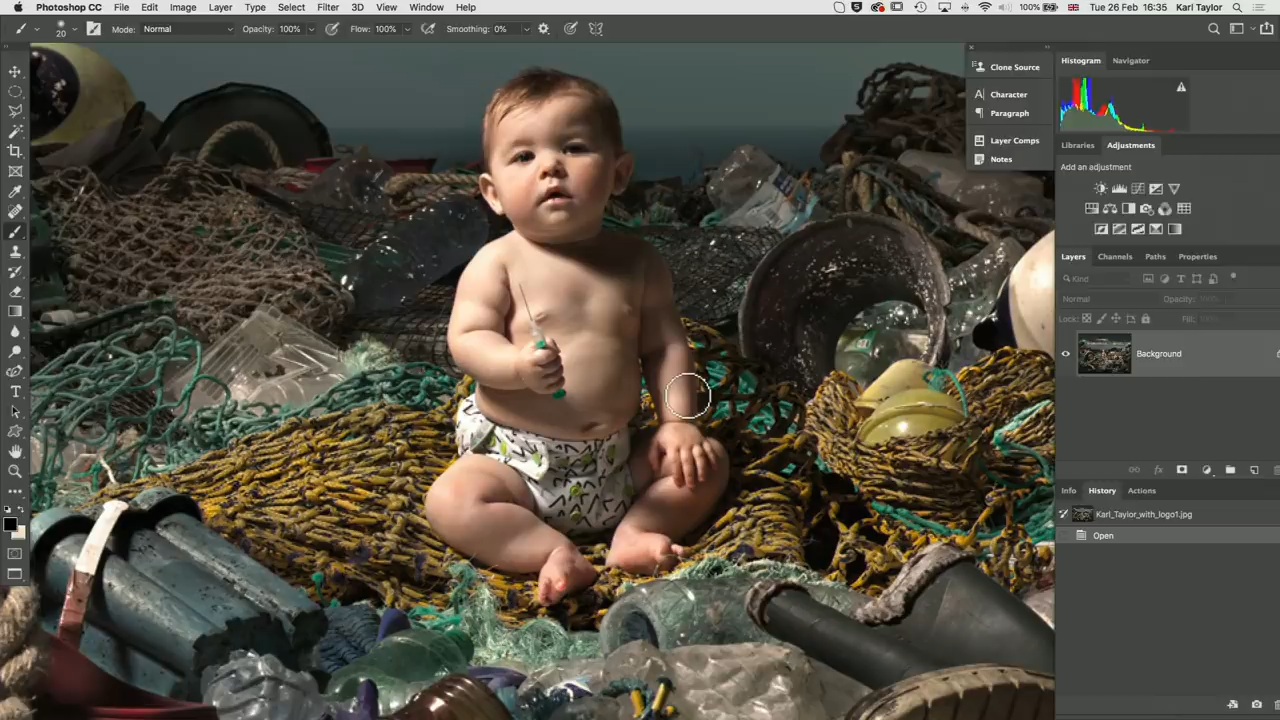 Photoshop CC File Edit Image Layer Type Select Filter 3D View Window Help 100% Tue 26 Feb 16:35 Karl Taylor
20 Mode: Normal Opacity: 100% Flow: 100% Smoothing: 0%
Clone Source
Character
Paragraph
Layer Comps
Notes
Histogram Navigator
Libraries Adjustments
Add an adjustment
Layers Channels Paths Properties
Kind
Normal Opacity:
Lock: Fill:
Background
Info History Actions
Karl_Taylor_with_logo1.jpg
Open